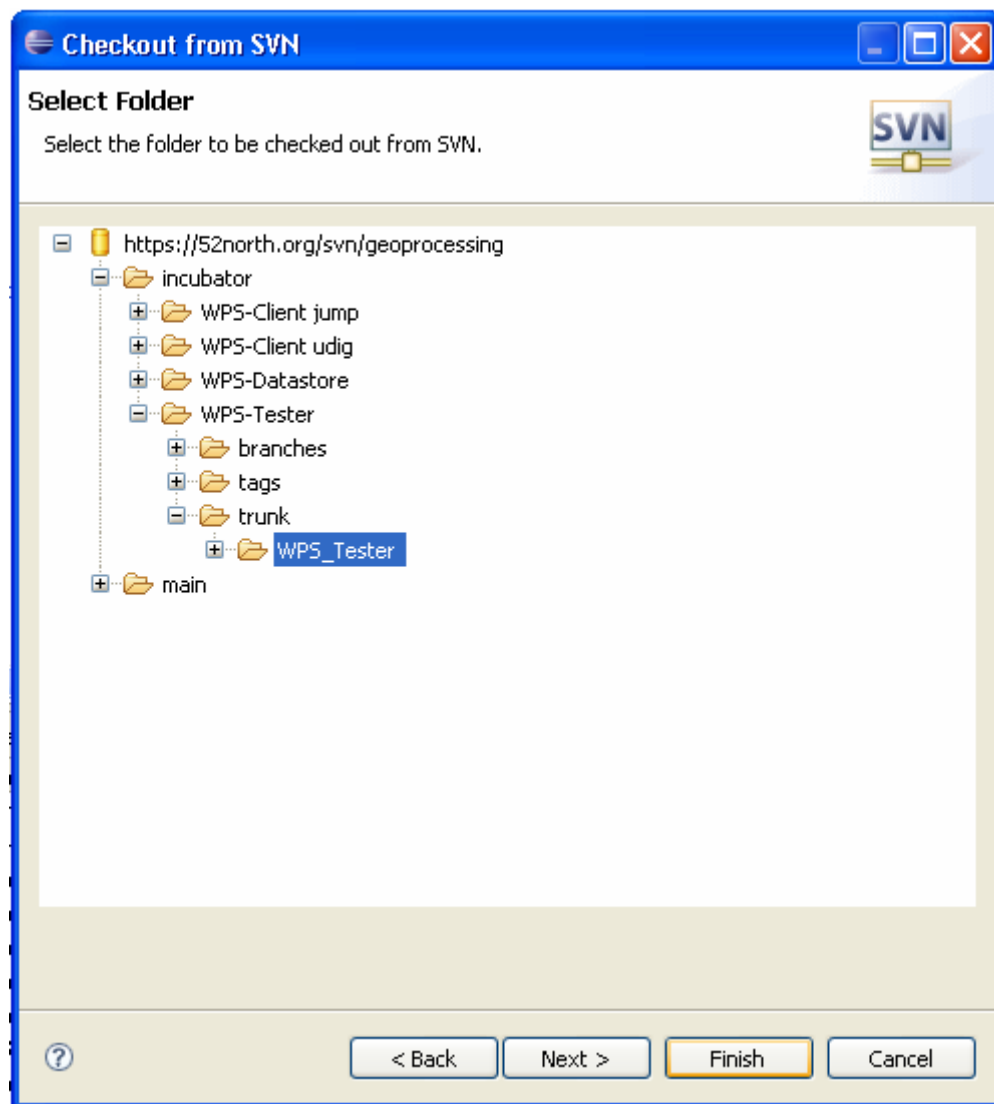 Checkout from SVN
Select Folder
Select the folder to be checked out from SVN.
SVN
https://52north.org/svn/geoprocessing
incubator
WPS-Client jump
WPS-Client udig
WPS-Datastore
WPS-Tester
branches
tags
trunk
WPS_Tester
main
?
< Back
Next >
Finish
Cancel